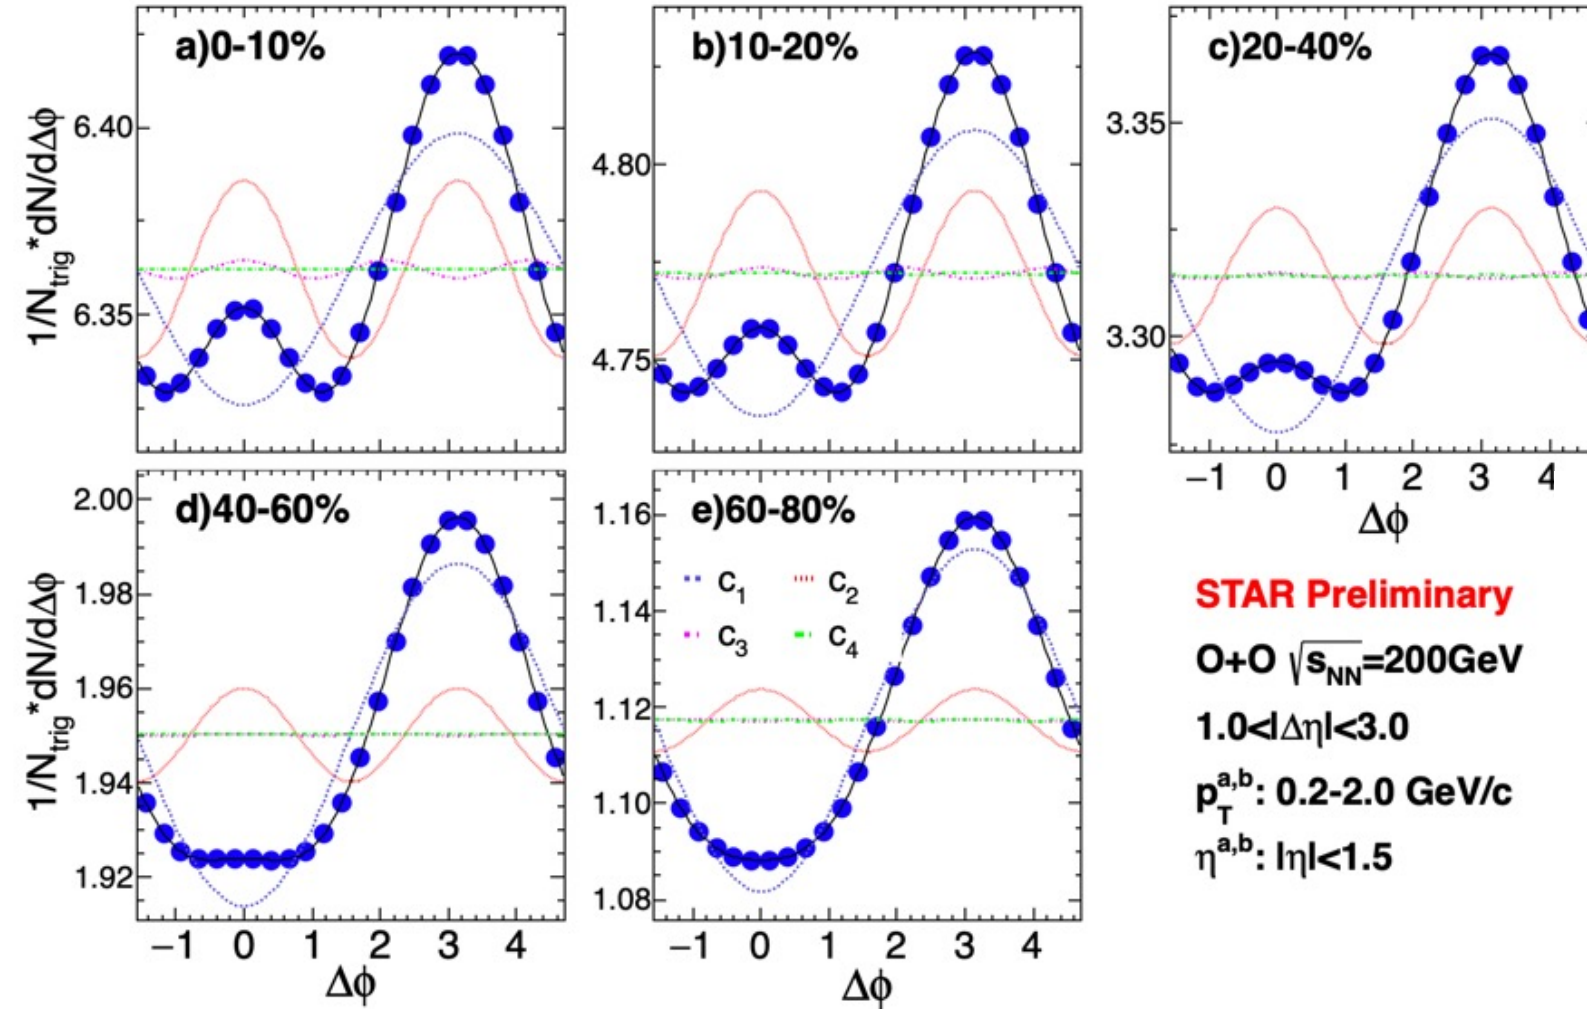 a)0-10%
1/N_trig*dN/dΔϕ
6.40
6.35
b)10-20%
4.80
4.75
c)20-40%
3.35
3.30
−1 0 1 2 3 4
Δϕ
d)40-60%
1/N_trig*dN/dΔϕ
2.00
1.98
1.96
1.94
1.92
−1 0 1 2 3 4
Δϕ
e)60-80%
1.16
1.14
1.12
1.10
1.08
c₁ c₂
c₃ c₄
−1 0 1 2 3 4
Δϕ
STAR Preliminary
O+O √s_NN=200GeV
1.0<|Δη|<3.0
p_T^a,b: 0.2-2.0 GeV/c
η^a,b: |η|<1.5